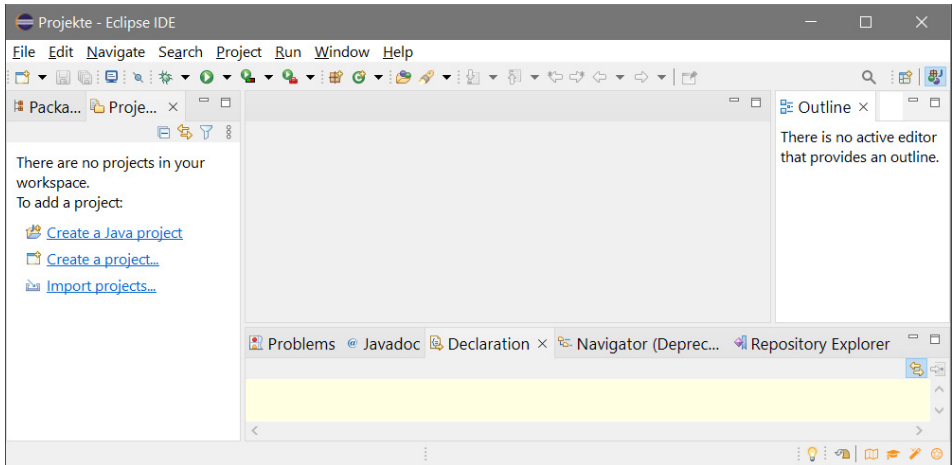 Projekte - Eclipse IDE
File Edit Navigate Search Project Run Window Help
Packa... Proje...
There are no projects in your
workspace.
To add a project:
Create a Java project
Create a project...
Import projects...
Outline
There is no active editor
that provides an outline.
Problems @ Javadoc Declaration Navigator (Deprec... Repository Explorer